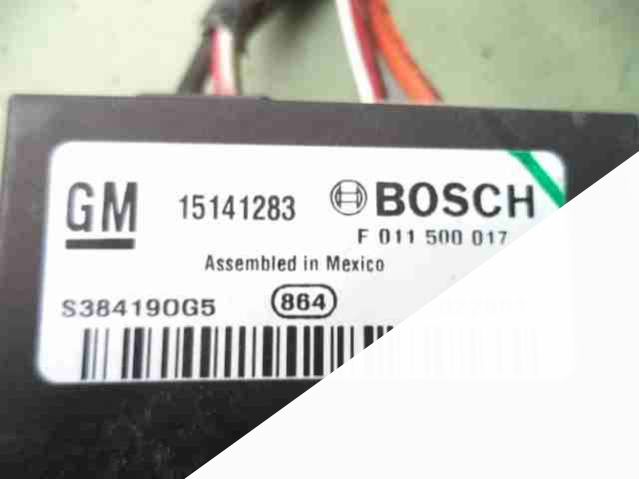 GM 15141283 BOSCH
F 011 500 017
Assembled in Mexico
S384190G5 864